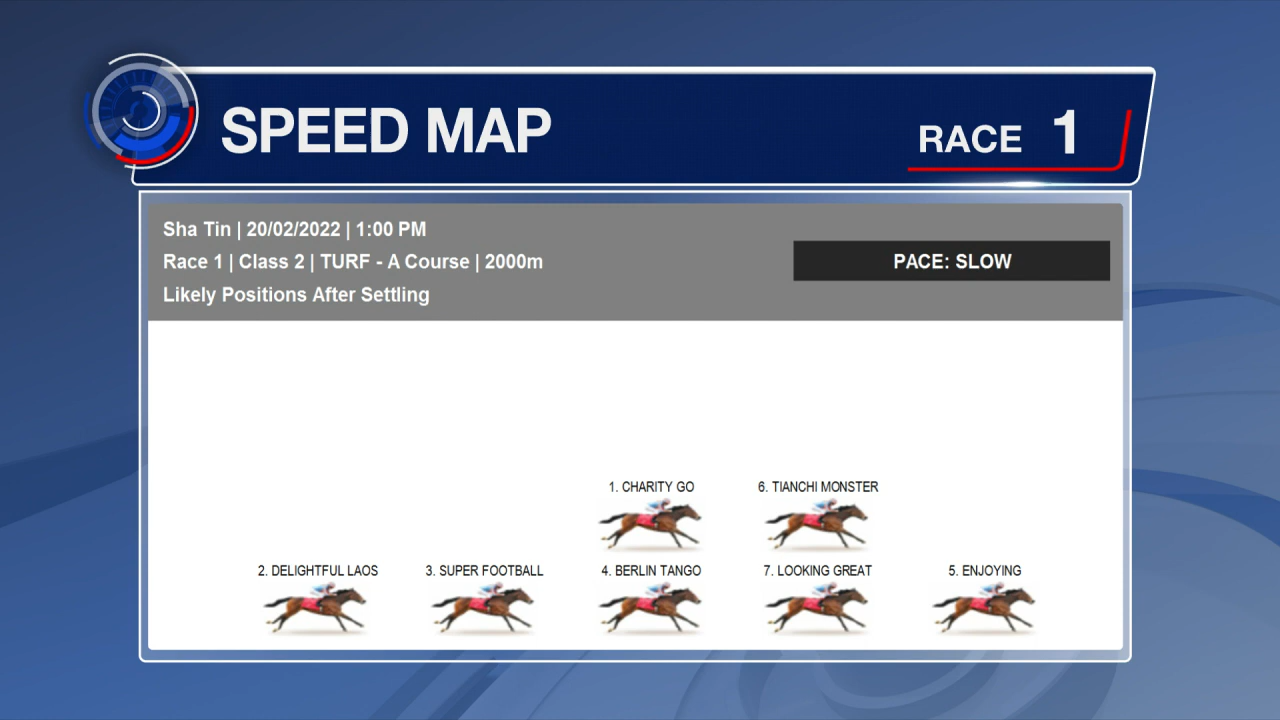 SPEED MAP
RACE 1
Sha Tin | 20/02/2022 | 1:00 PM
Race 1 | Class 2 | TURF - A Course | 2000m
PACE: SLOW
Likely Positions After Settling
1. CHARITY GO
6. TIANCHI MONSTER
2. DELIGHTFUL LAOS
3. SUPER FOOTBALL
4. BERLIN TANGO
7. LOOKING GREAT
5. ENJOYING